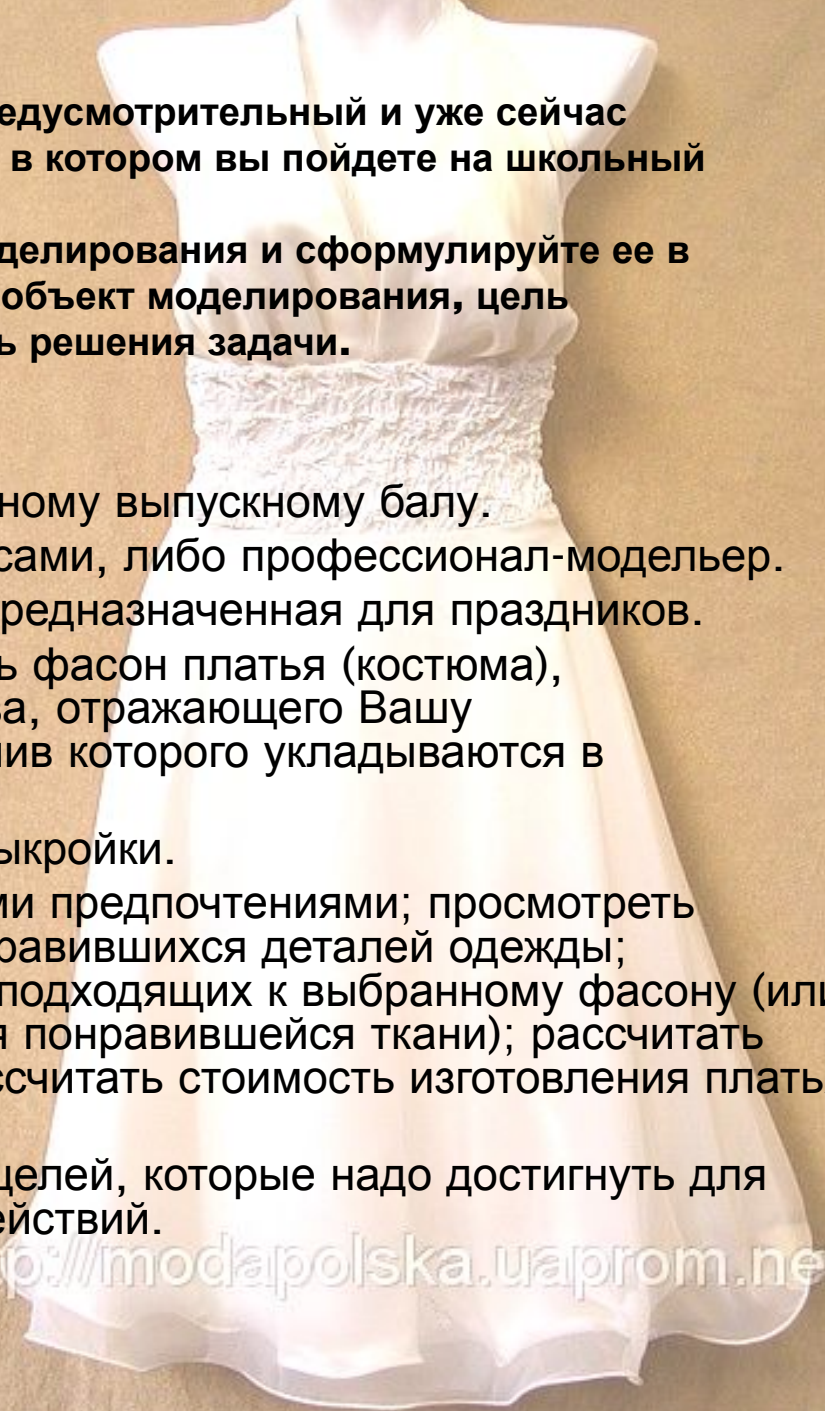 едусмотрительный и уже сейчас
в котором вы пойдете на школьный
делирования и сформулируйте ее в
объект моделирования, цель
ь решения задачи.
ному выпускному балу.
сами, либо профессионал-модельер.
редназначенная для праздников.
ь фасон платья (костюма),
ва, отражающего Вашу
ив которого укладываются в
ыкройки.
ми предпочтениями; просмотреть
равившихся деталей одежды;
подходящих к выбранному фасону (или
я понравившейся ткани); рассчитать
ссчитать стоимость изготовления плать
целей, которые надо достигнуть для
ействий.
p://modapolska.uaprom.ne